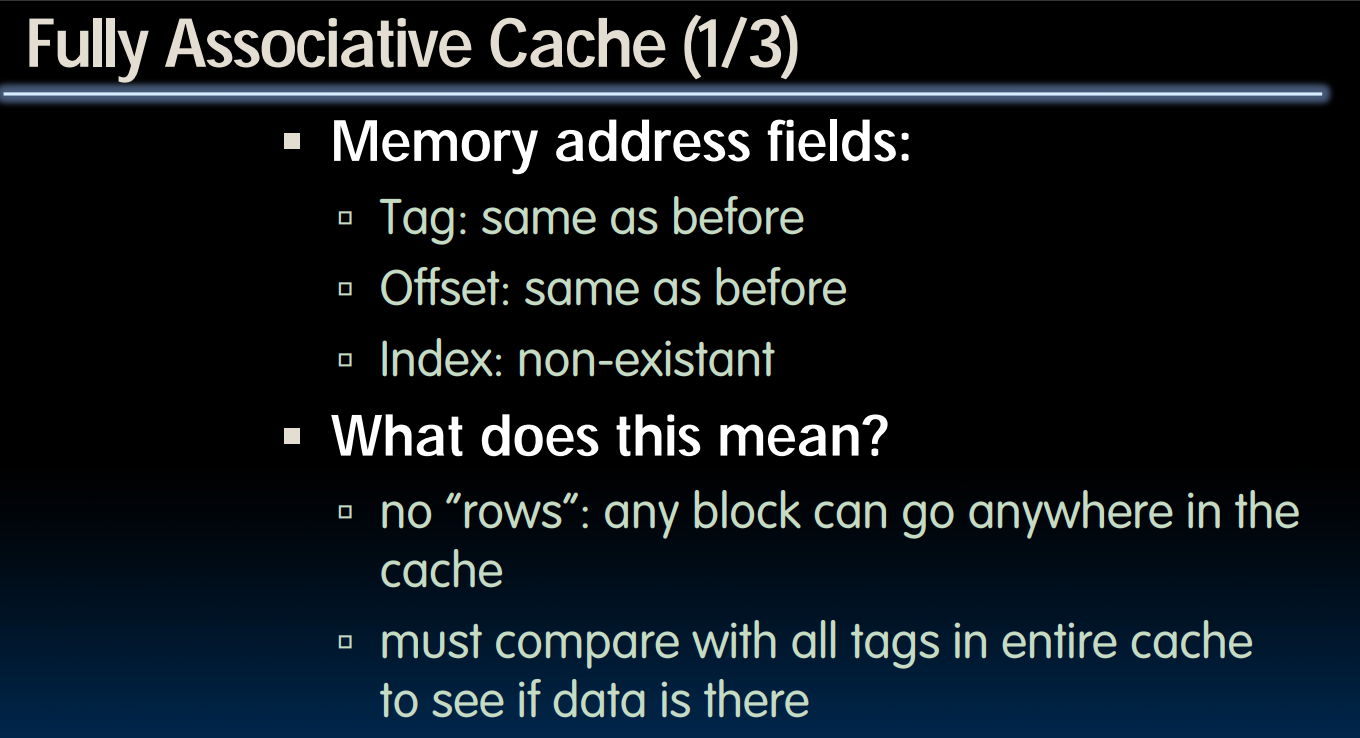 Fully Associative Cache (1/3)
Memory address fields:
Tag: same as before
Offset: same as before
Index: non-existant
What does this mean?
no “rows”: any block can go anywhere in the
cache
must compare with all tags in entire cache
to see if data is there